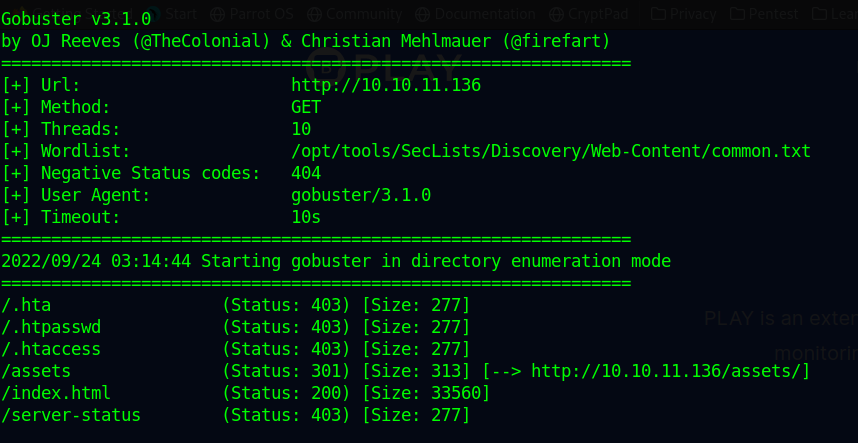 Start Parrot OS Community Documentation CryptPad Privacy Pentest Lear
Gobuster v3.1.0
by OJ Reeves (@TheColonial) & Christian Mehlmauer (@firefart)
===============================================================
PLAY
[+] Url: http://10.10.11.136
[+] Method: GET
[+] Threads: 10
[+] Wordlist: /opt/tools/SecLists/Discovery/Web-Content/common.txt
[+] Negative Status codes: 404
[+] User Agent: gobuster/3.1.0
[+] Timeout: 10s
===============================================================
2022/09/24 03:14:44 Starting gobuster in directory enumeration mode
===============================================================
/.hta (Status: 403) [Size: 277]
/.htpasswd (Status: 403) [Size: 277]
PLAY is an exten
/.htaccess (Status: 403) [Size: 277]
monitorin
/assets (Status: 301) [Size: 313] [--> http://10.10.11.136/assets/]
/index.html (Status: 200) [Size: 33560]
/server-status (Status: 403) [Size: 277]